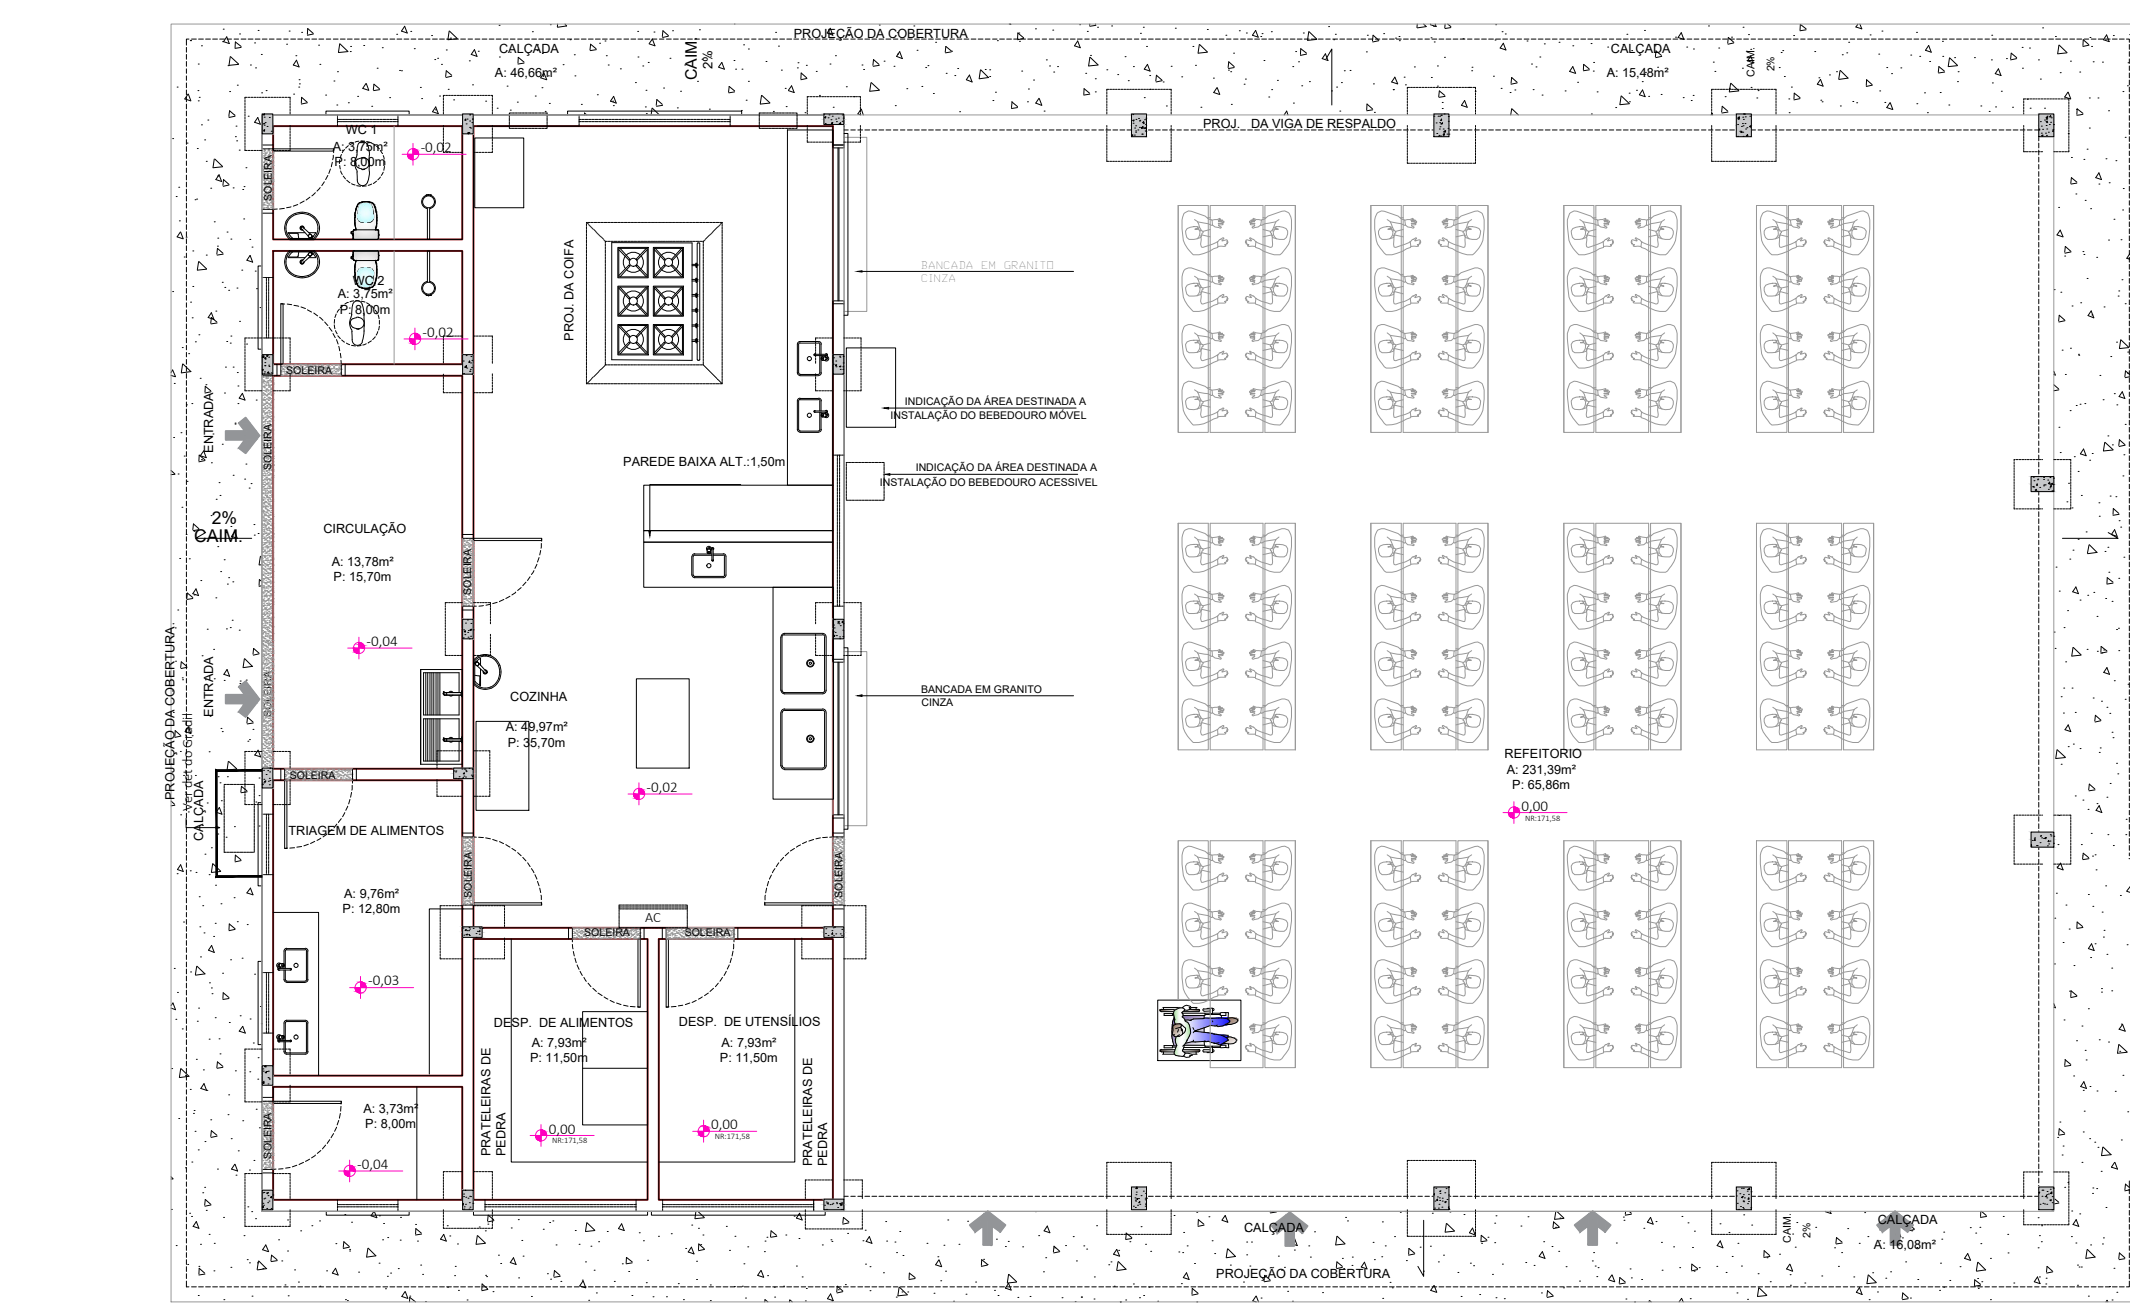 PROJEÇÃO DA COBERTURA
CALÇADA
A: 46,66m²
CAIM.
2%
CALÇADA
A: 15,48m²
CAIM.
2%
PROJ. DA VIGA DE RESPALDO
WC 1
A: 3,75m²
P: 8,00m
-0,02
SOLEIRA
WC 2
A: 3,75m²
P: 8,00m
-0,02
SOLEIRA
PROJ. DA COIFA
BANCADA EM GRANITO
CINZA
INDICAÇÃO DA ÁREA DESTINADA A
INSTALAÇÃO DO BEBEDOURO MÓVEL
PAREDE BAIXA ALT.:1,50m
INDICAÇÃO DA ÁREA DESTINADA A
INSTALAÇÃO DO BEBEDOURO ACESSIVEL
ENTRADA
SOLEIRA
2%
CAIM.
CIRCULAÇÃO
A: 13,78m²
P: 15,70m
SOLEIRA
-0,04
ENTRADA
SOLEIRA
COZINHA
A: 49,97m²
P: 35,70m
-0,02
BANCADA EM GRANITO
CINZA
REFEITORIO
A: 231,39m²
P: 65,86m
0,00
NR:171,58
PROJEÇÃO DA COBERTURA.
Ver det do Gradil
CALÇADA
SOLEIRA
TRIAGEM DE ALIMENTOS
A: 9,76m²
P: 12,80m
-0,03
SOLEIRA
SOLEIRA
AC
SOLEIRA
SOLEIRA
DESP. DE ALIMENTOS
A: 7,93m²
P: 11,50m
PRATELEIRAS DE
PEDRA
0,00
NR:171,58
DESP. DE UTENSÍLIOS
A: 7,93m²
P: 11,50m
PRATELEIRAS DE
PEDRA
0,00
NR:171,58
SOLEIRA
A: 3,73m²
P: 8,00m
-0,04
CALÇADA
CAIM.
2%
CALÇADA
A: 16,08m²
PROJEÇÃO DA COBERTURA